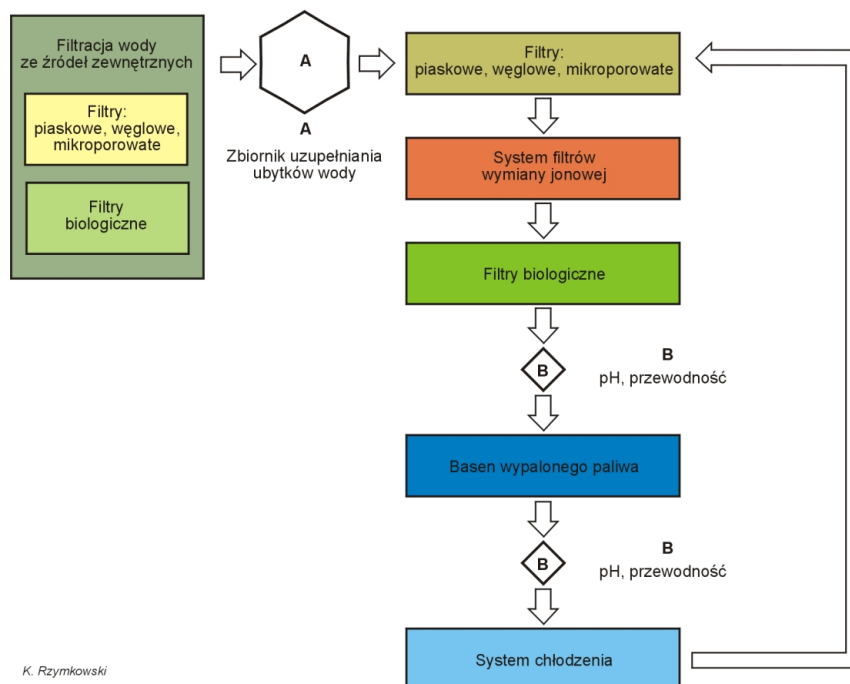 Filtracja wody
ze źródeł zewnętrznych
Filtry:
piaskowe, węglowe,
mikroporowate
Filtry
biologiczne
A
A
Zbiornik uzupełniania
ubytków wody
Filtry:
piaskowe, węglowe, mikroporowate
System filtrów
wymiany jonowej
Filtry biologiczne
B
B
pH, przewodność
Basen wypalonego paliwa
B
B
pH, przewodność
System chłodzenia
K. Rzymkowski